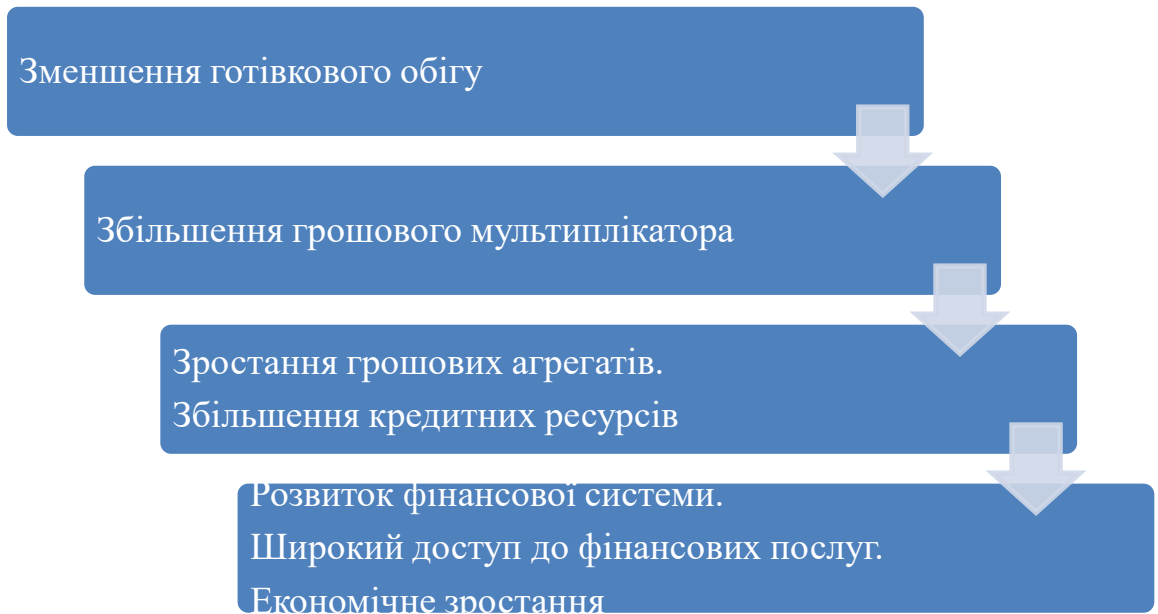 Зменшення готівкового обігу
Збільшення грошового мультиплікатора
Зростання грошових агрегатів.
Збільшення кредитних ресурсів
Розвиток фінансової системи.
Широкий доступ до фінансових послуг.
Економічне зростання